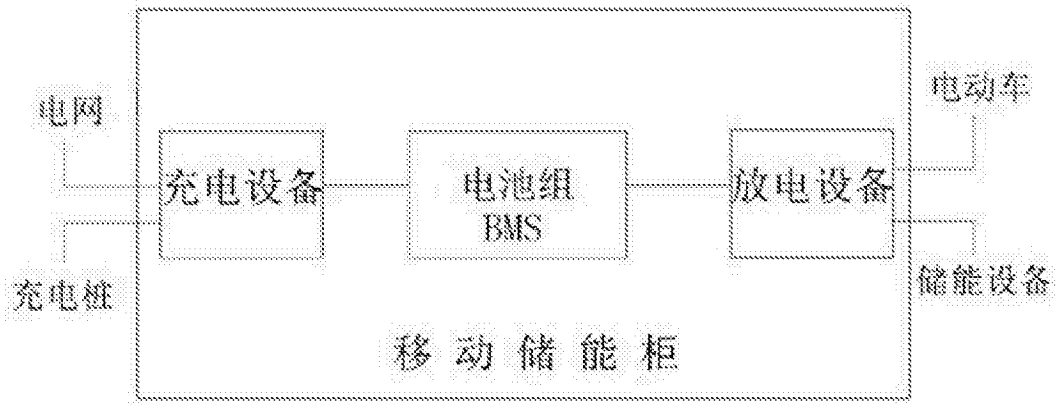 电网
充电桩
充电设备
电池组
BMS
放电设备
电动车
储能设备
移动储能柜